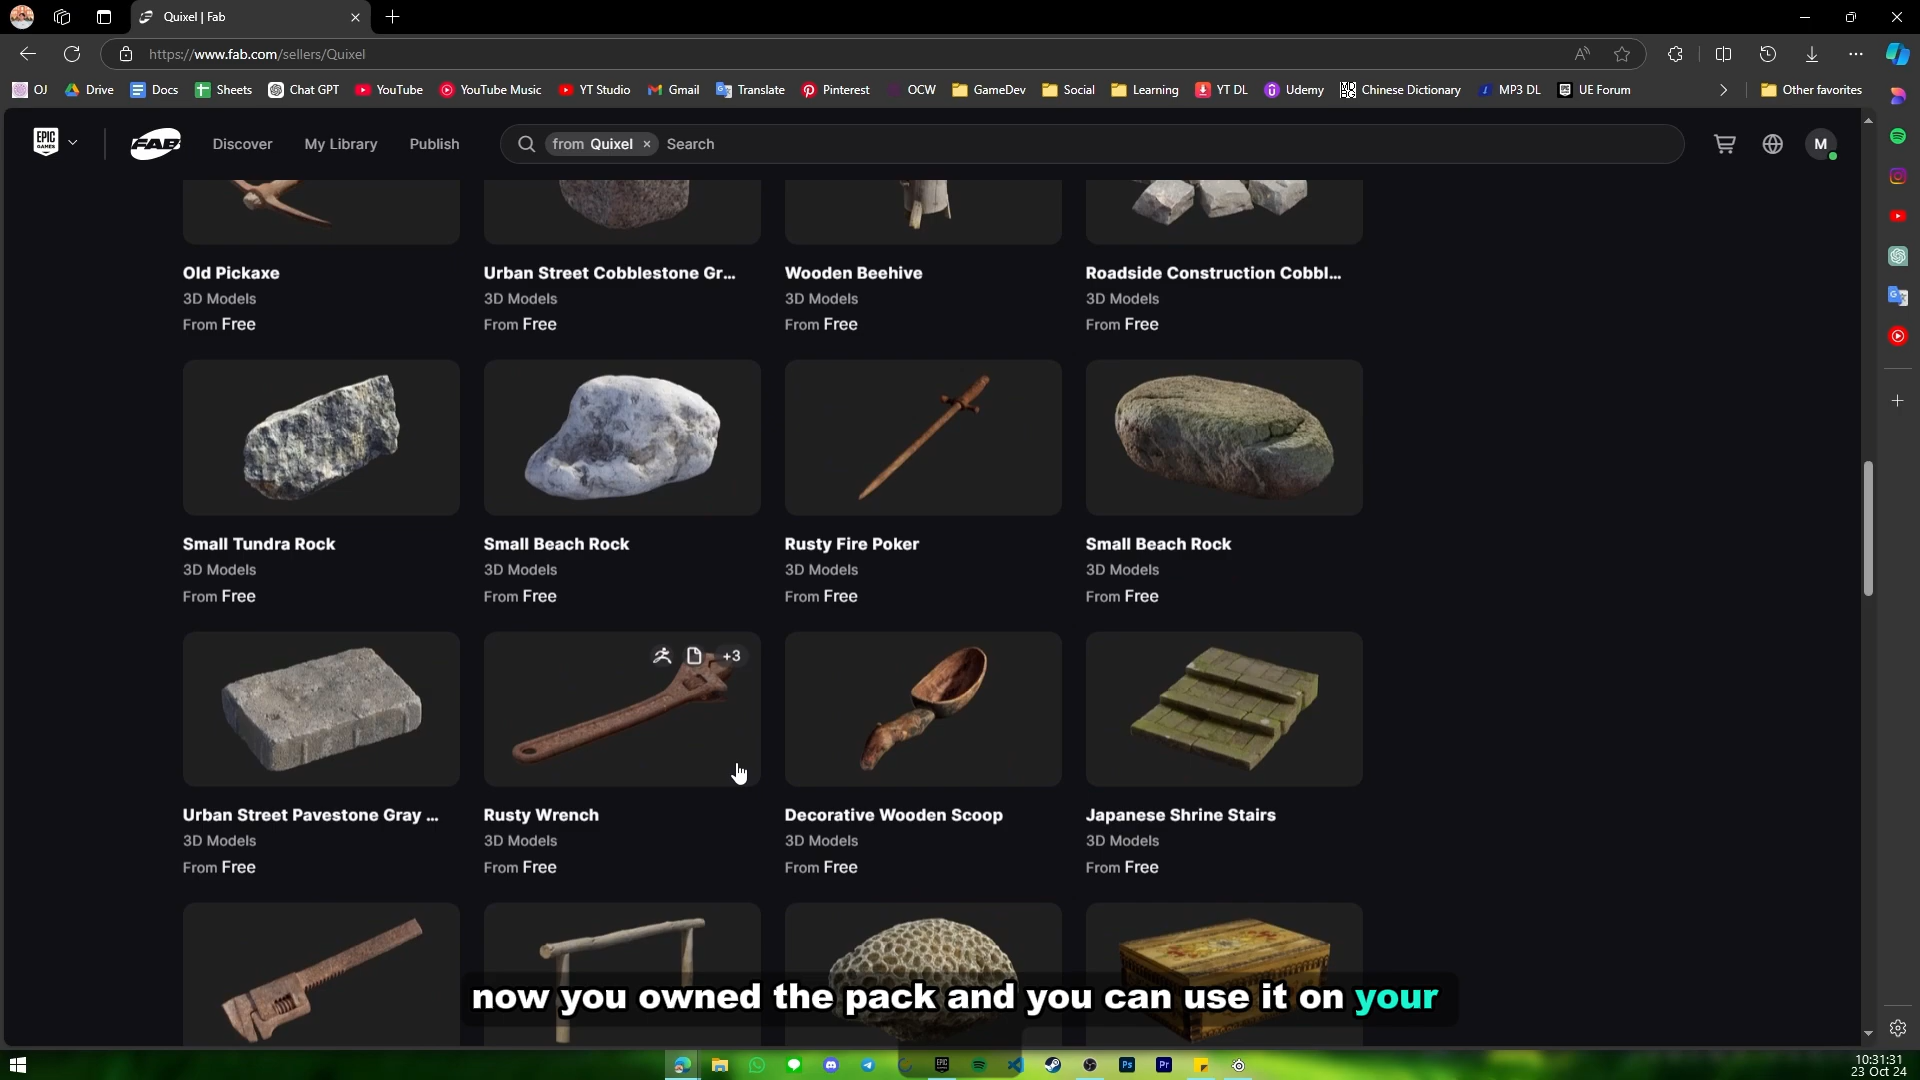 Quixel | Fab
https://www.fab.com/sellers/Quixel
OJ Drive Docs Sheets Chat GPT YouTube YouTube Music YT Studio Gmail Translate Pinterest OCW GameDev Social Learning YT DL Udemy Chinese Dictionary MP3 DL UE Forum Other favorites
EPIC GAMES FAB Discover My Library Publish from Quixel × Search M
Old Pickaxe Urban Street Cobblestone Gr... Wooden Beehive Roadside Construction Cobbl...
3D Models 3D Models 3D Models 3D Models
From Free From Free From Free From Free
Small Tundra Rock Small Beach Rock Rusty Fire Poker Small Beach Rock
3D Models 3D Models 3D Models 3D Models
From Free From Free From Free From Free
+3
Urban Street Pavestone Gray ... Rusty Wrench Decorative Wooden Scoop Japanese Shrine Stairs
3D Models 3D Models 3D Models 3D Models
From Free From Free From Free From Free
now you owned the pack and you can use it on your
Ps Pr
10:31:31
23 Oct 24